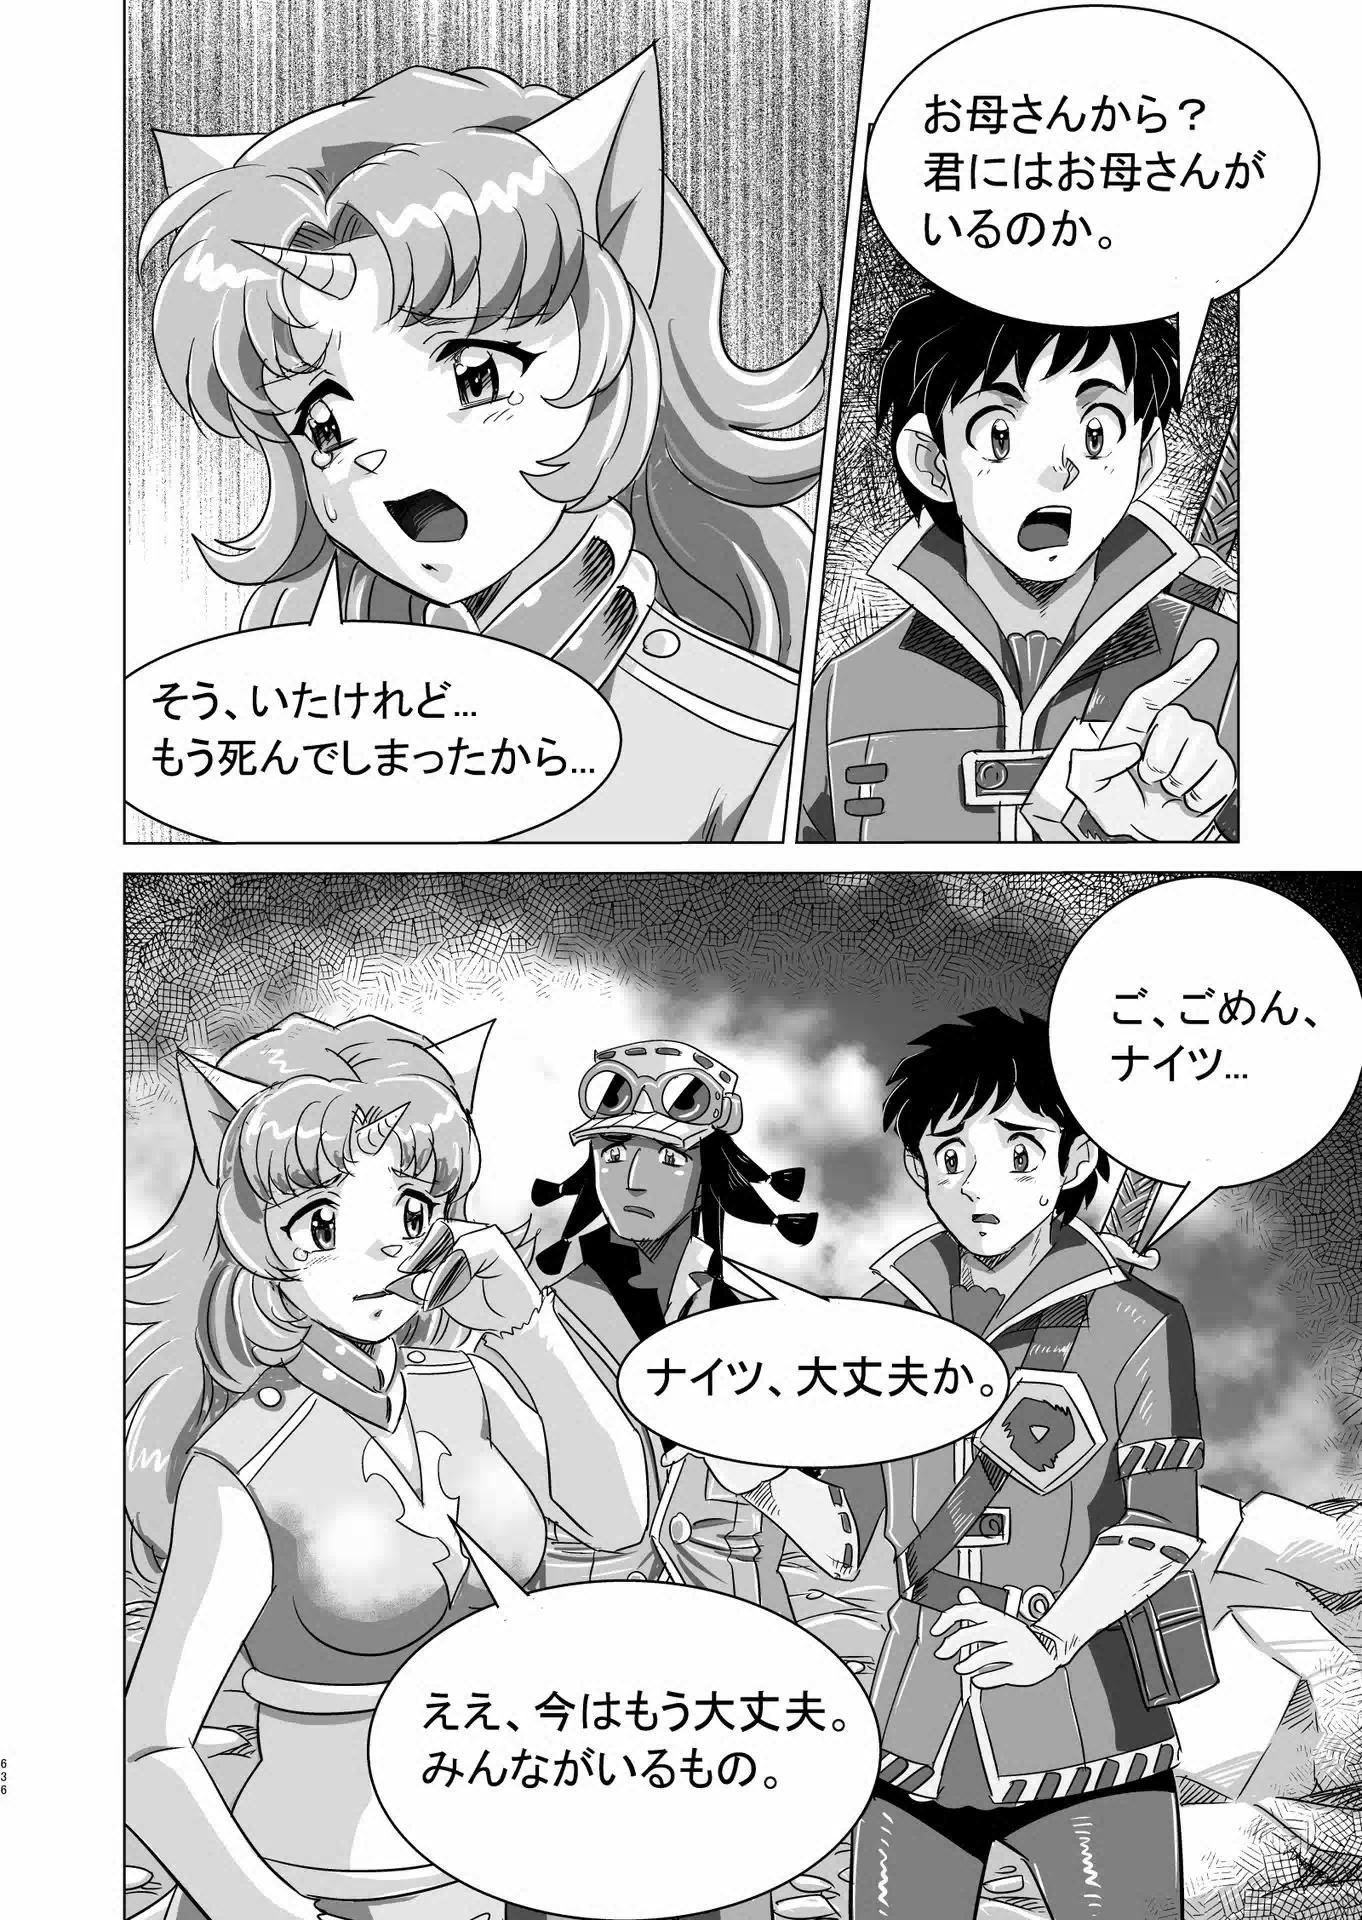 お母さんから？
君にはお母さんが
いるのか。
そう、いたけれど…
もう死んでしまったから…
ご、ごめん、
ナイツ…
ナイツ、大丈夫か。
ええ、今はもう大丈夫。
みんながいるもの。
636